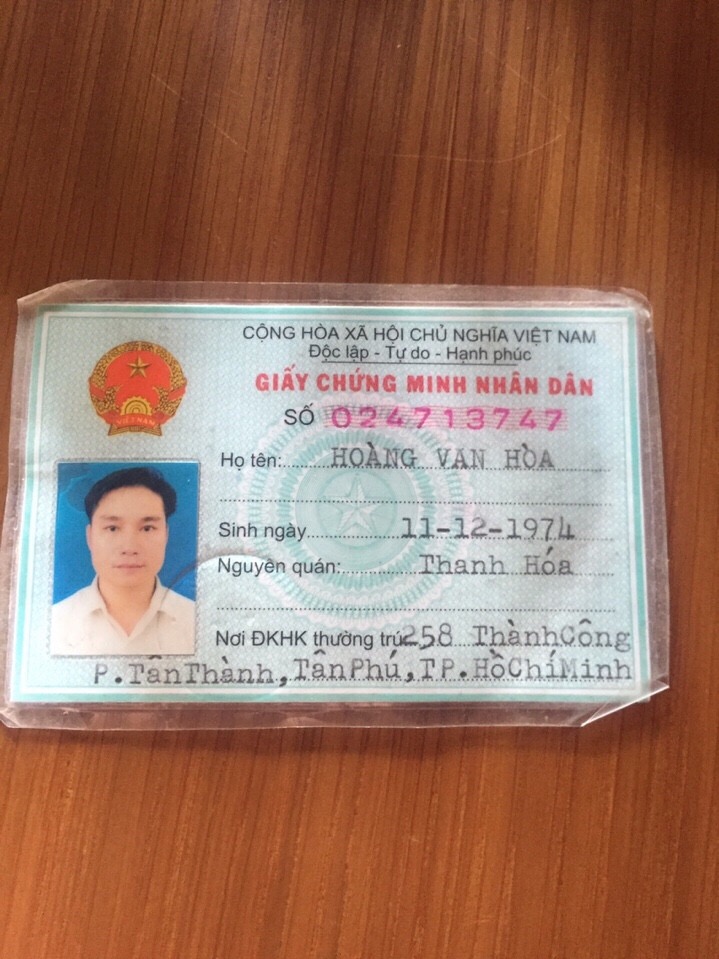 CỘNG HÒA XÃ HỘI CHỦ NGHĨA VIỆT NAM
Độc lập - Tự do - Hạnh phúc
GIẤY CHỨNG MINH NHÂN DÂN
SỐ 024713747
Họ tên: HOÀNG VĂN HÒA
Sinh ngày 11-12-1974
Nguyên quán: Thanh Hóa
Nơi ĐKHK thường trú 258 ThànhCông
P.TânThành,TânPhú,TP.HồChíMinh
VIỆT NAM